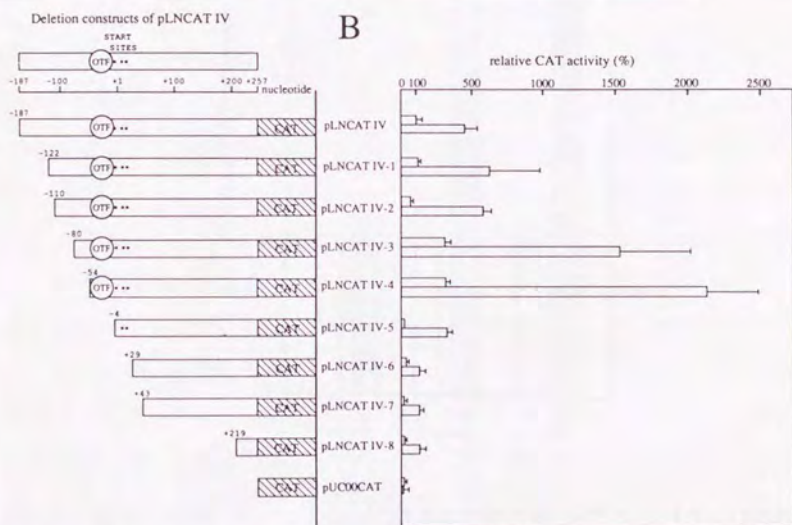 Deletion constructs of pLNCAT IV
B
START
SITES
OTF
-187 -100 +1 +100 +200 +257 nucleotide
relative CAT activity (%)
0 100 500 1000 1500 2000 2500
-187
OTF CAT pLNCAT IV
-122
OTF CAT pLNCAT IV-1
-110
OTF CAT pLNCAT IV-2
-80
OTF CAT pLNCAT IV-3
-54
OTF CAT pLNCAT IV-4
-4
CAT pLNCAT IV-5
+29
CAT pLNCAT IV-6
+43
CAT pLNCAT IV-7
+219
CAT pLNCAT IV-8
CAT pUC00CAT